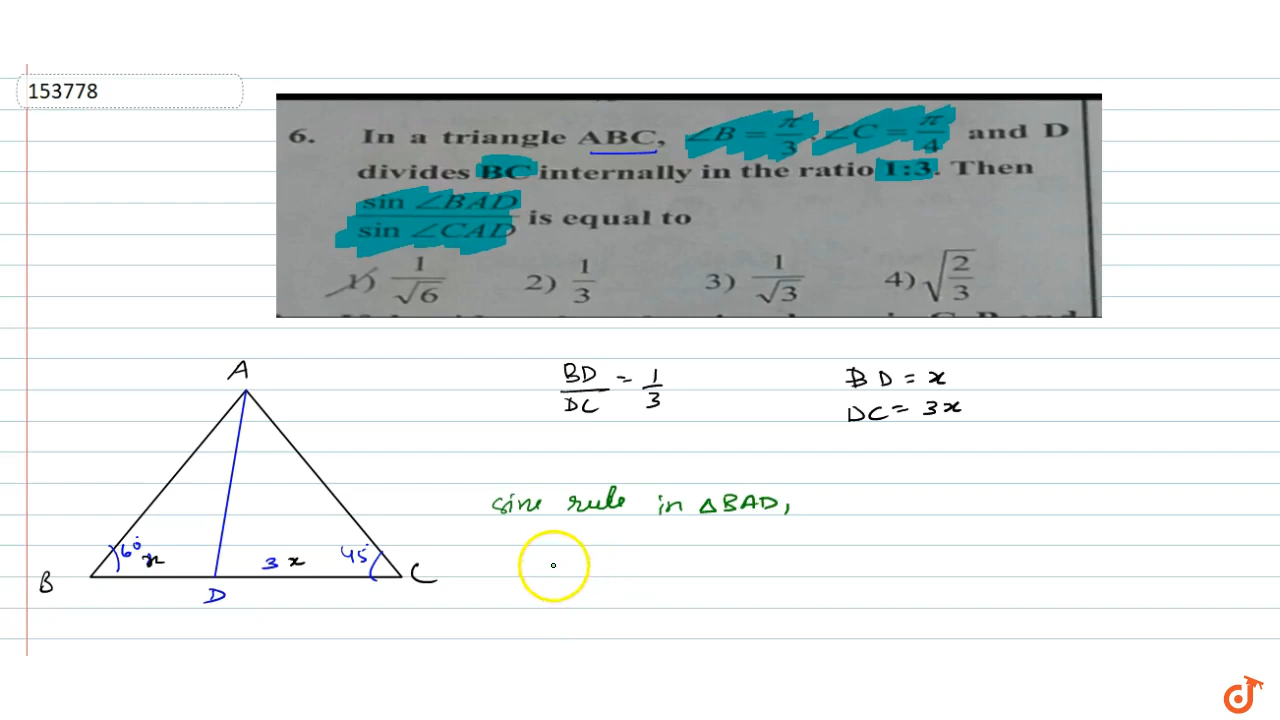 153778
6. In a triangle ABC, ∠B = π/3, ∠C = π/4 and D
divides BC internally in the ratio 1:3. Then
sin ∠BAD / sin ∠CAD is equal to
1) 1/√6 2) 1/3 3) 1/√3 4) √(2/3)
A
BD/DC = 1/3
BD = x
DC = 3x
sine rule in △BAD,
60° x 3x 45°
B D C